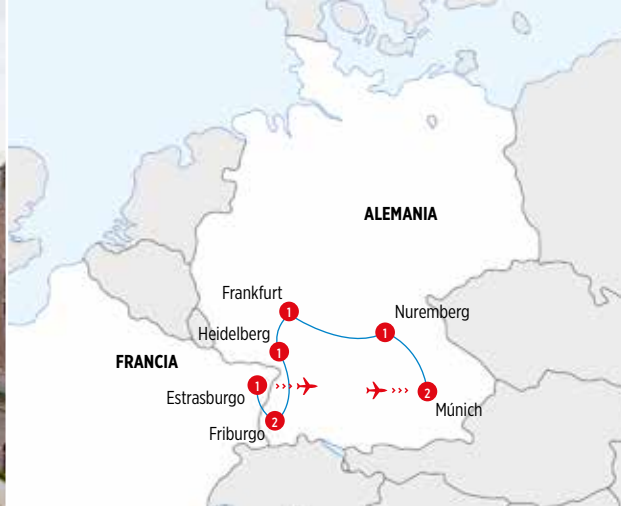 ALEMANIA
Frankfurt
1
Nuremberg
1
Heidelberg
1
FRANCIA
Estrasburgo
1
Múnich
2
Friburgo
2